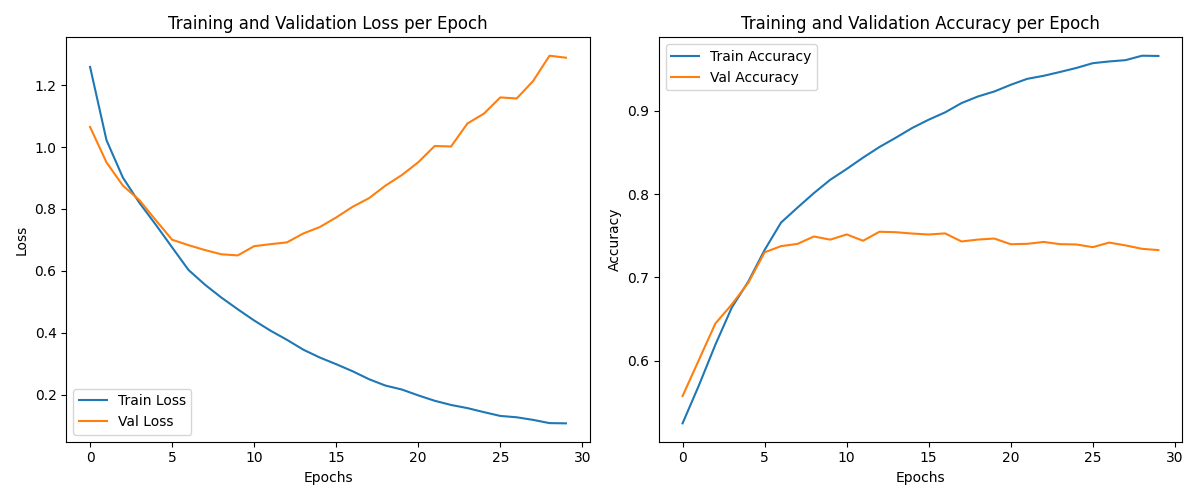 Training and Validation Loss per Epoch
1.2
1.0
0.8
0.6
0.4
0.2
Loss
Train Loss
Val Loss
0 5 10 15 20 25 30
Epochs
Training and Validation Accuracy per Epoch
Train Accuracy
Val Accuracy
0.9
0.8
0.7
0.6
Accuracy
0 5 10 15 20 25 30
Epochs